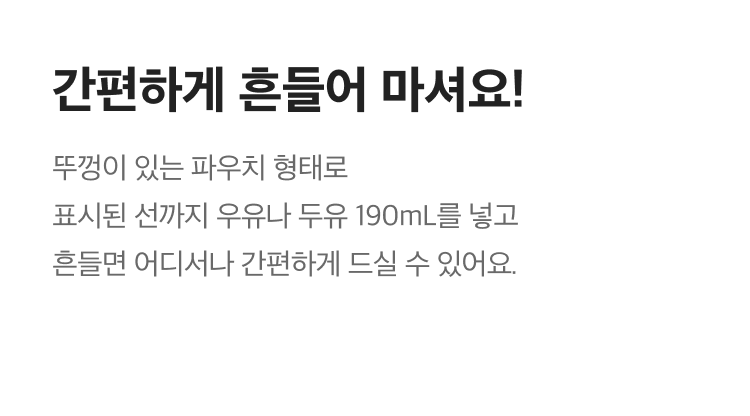 간편하게 흔들어 마셔요!
뚜껑이 있는 파우치 형태로
표시된 선까지 우유나 두유 190mL를 넣고
흔들면 어디서나 간편하게 드실 수 있어요.